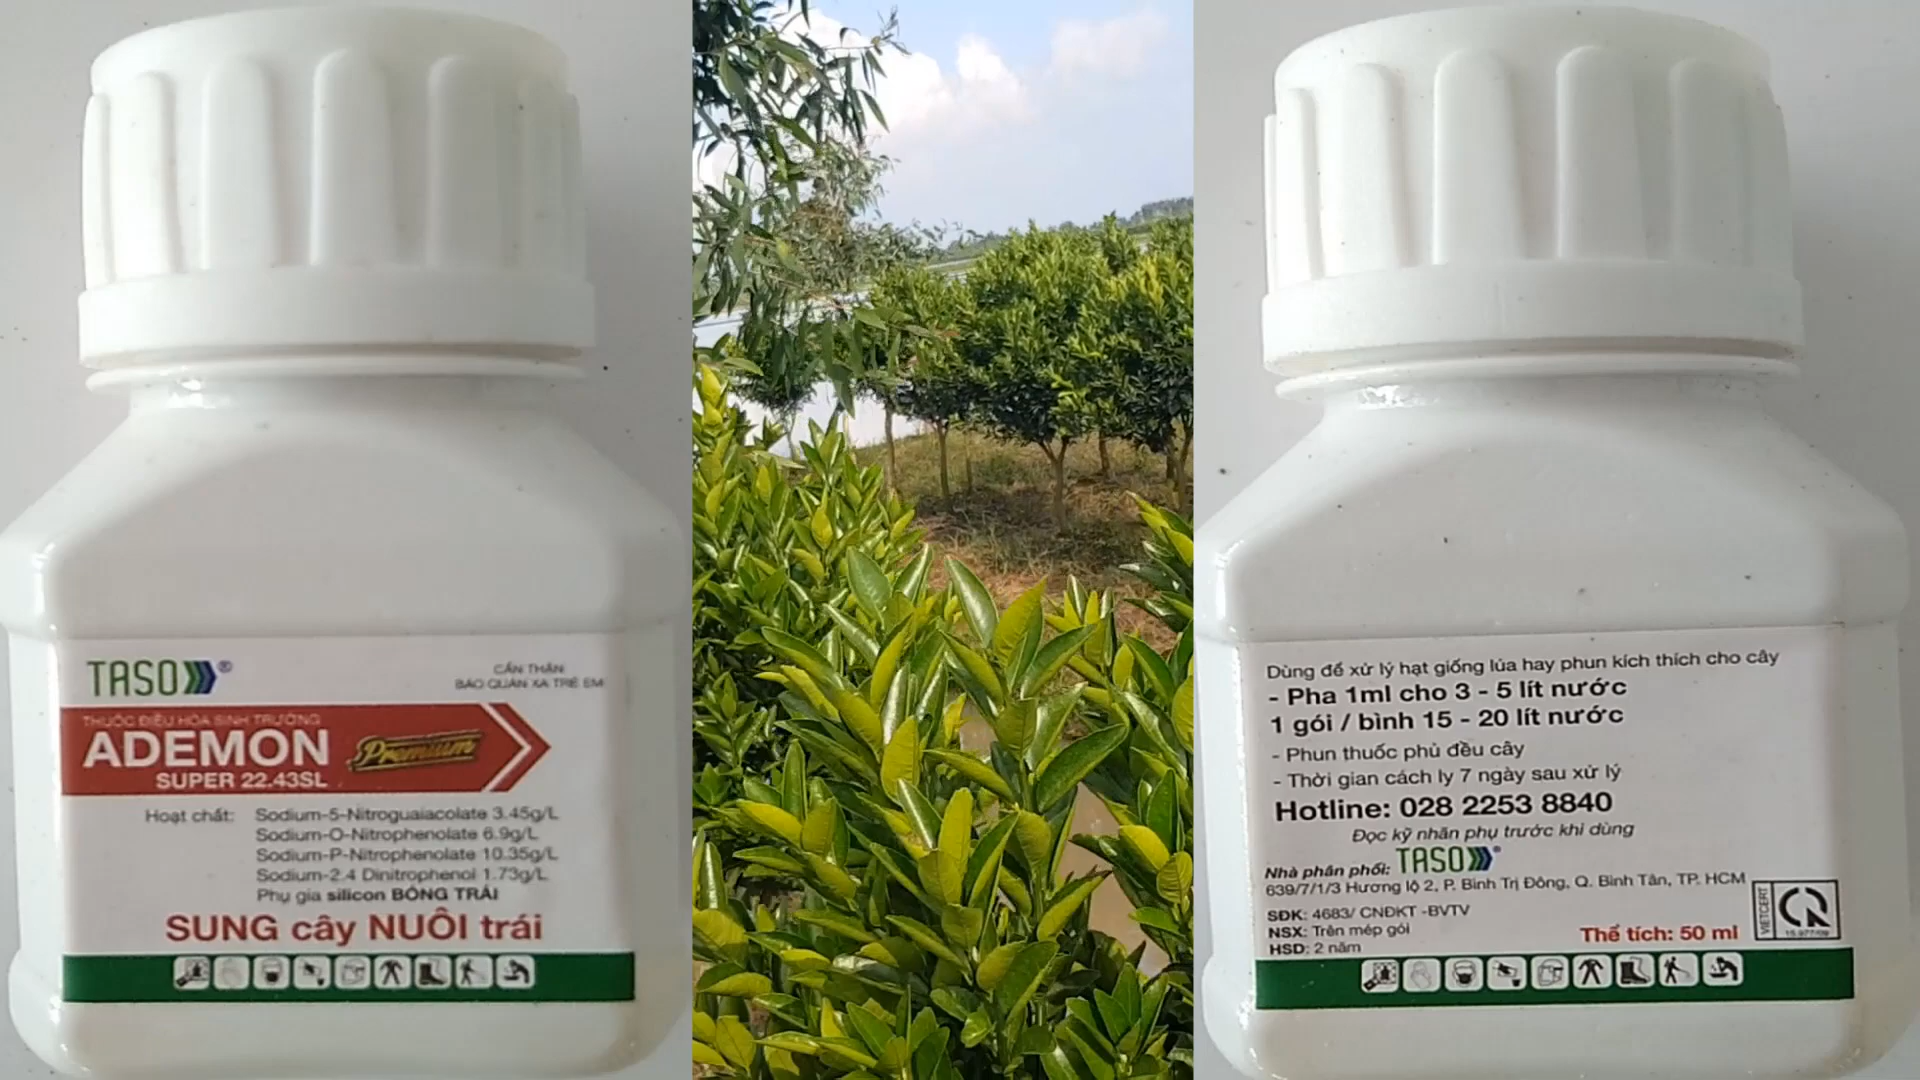 TASO®
CẨN THẬN
BẢO QUẢN XA TRẺ EM
THUỐC ĐIỀU HÒA SINH TRƯỞNG
ADEMON Premium
SUPER 22.43SL
Hoạt chất: Sodium-5-Nitroguaiacolate 3.45g/L
Sodium-O-Nitrophenolate 6.9g/L
Sodium-P-Nitrophenolate 10.35g/L
Sodium-2.4 Dinitrophenol 1.73g/L
Phụ gia silicon BÓNG TRÁI
SUNG cây NUÔI trái
Dùng để xử lý hạt giống lúa hay phun kích thích cho cây
- Pha 1ml cho 3 - 5 lít nước
1 gói / bình 15 - 20 lít nước
- Phun thuốc phủ đều cây
- Thời gian cách ly 7 ngày sau xử lý
Hotline: 028 2253 8840
Đọc kỹ nhãn phụ trước khi dùng
Nhà phân phối: TASO®
639/7/1/3 Hương lộ 2, P. Bình Trị Đông, Q. Bình Tân, TP. HCM
SĐK: 4683/ CNĐKT -BVTV
NSX: Trên mép gói
HSD: 2 năm
Thể tích: 50 ml
VIETCERT